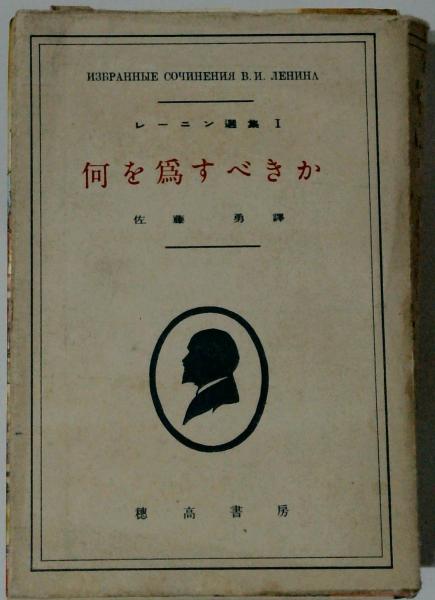 ИЗБРАННЫЕ СОЧИНЕНИЯ В. И. ЛЕНИНА
レーニン選集 I
何を爲すべきか
佐藤 勇 譯
穂高書房